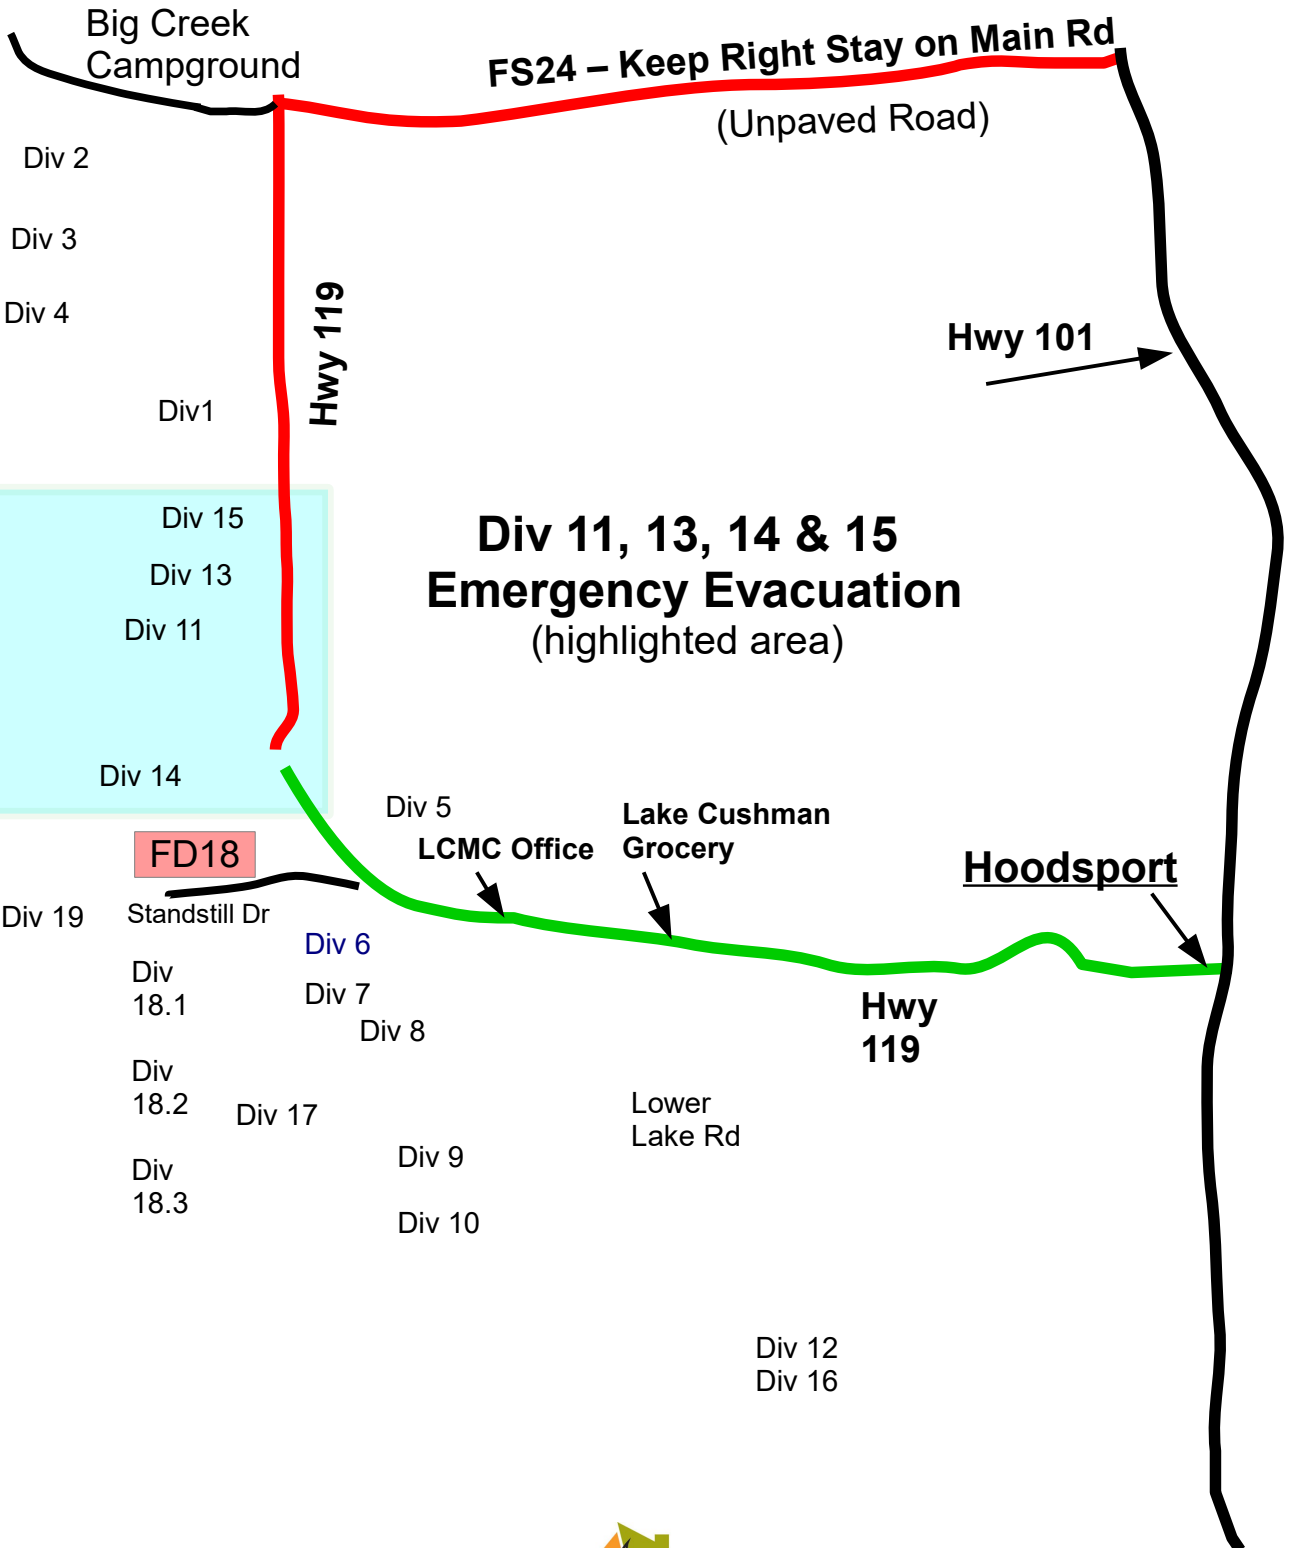 Big Creek
Campground
FS24 – Keep Right Stay on Main Rd
(Unpaved Road)
Div 2
Div 3
Div 4
Hwy 119
Hwy 101
Div1
Div 15
Div 13
Div 11
Div 11, 13, 14 & 15
Emergency Evacuation
(highlighted area)
Div 14
Div 5
LCMC Office
Lake Cushman
Grocery
FD18
Hoodsport
Div 19
Standstill Dr
Div 6
Div
18.1
Div 7
Div 8
Hwy
119
Div
18.2
Div 17
Lower
Lake Rd
Div 9
Div
18.3
Div 10
Div 12
Div 16